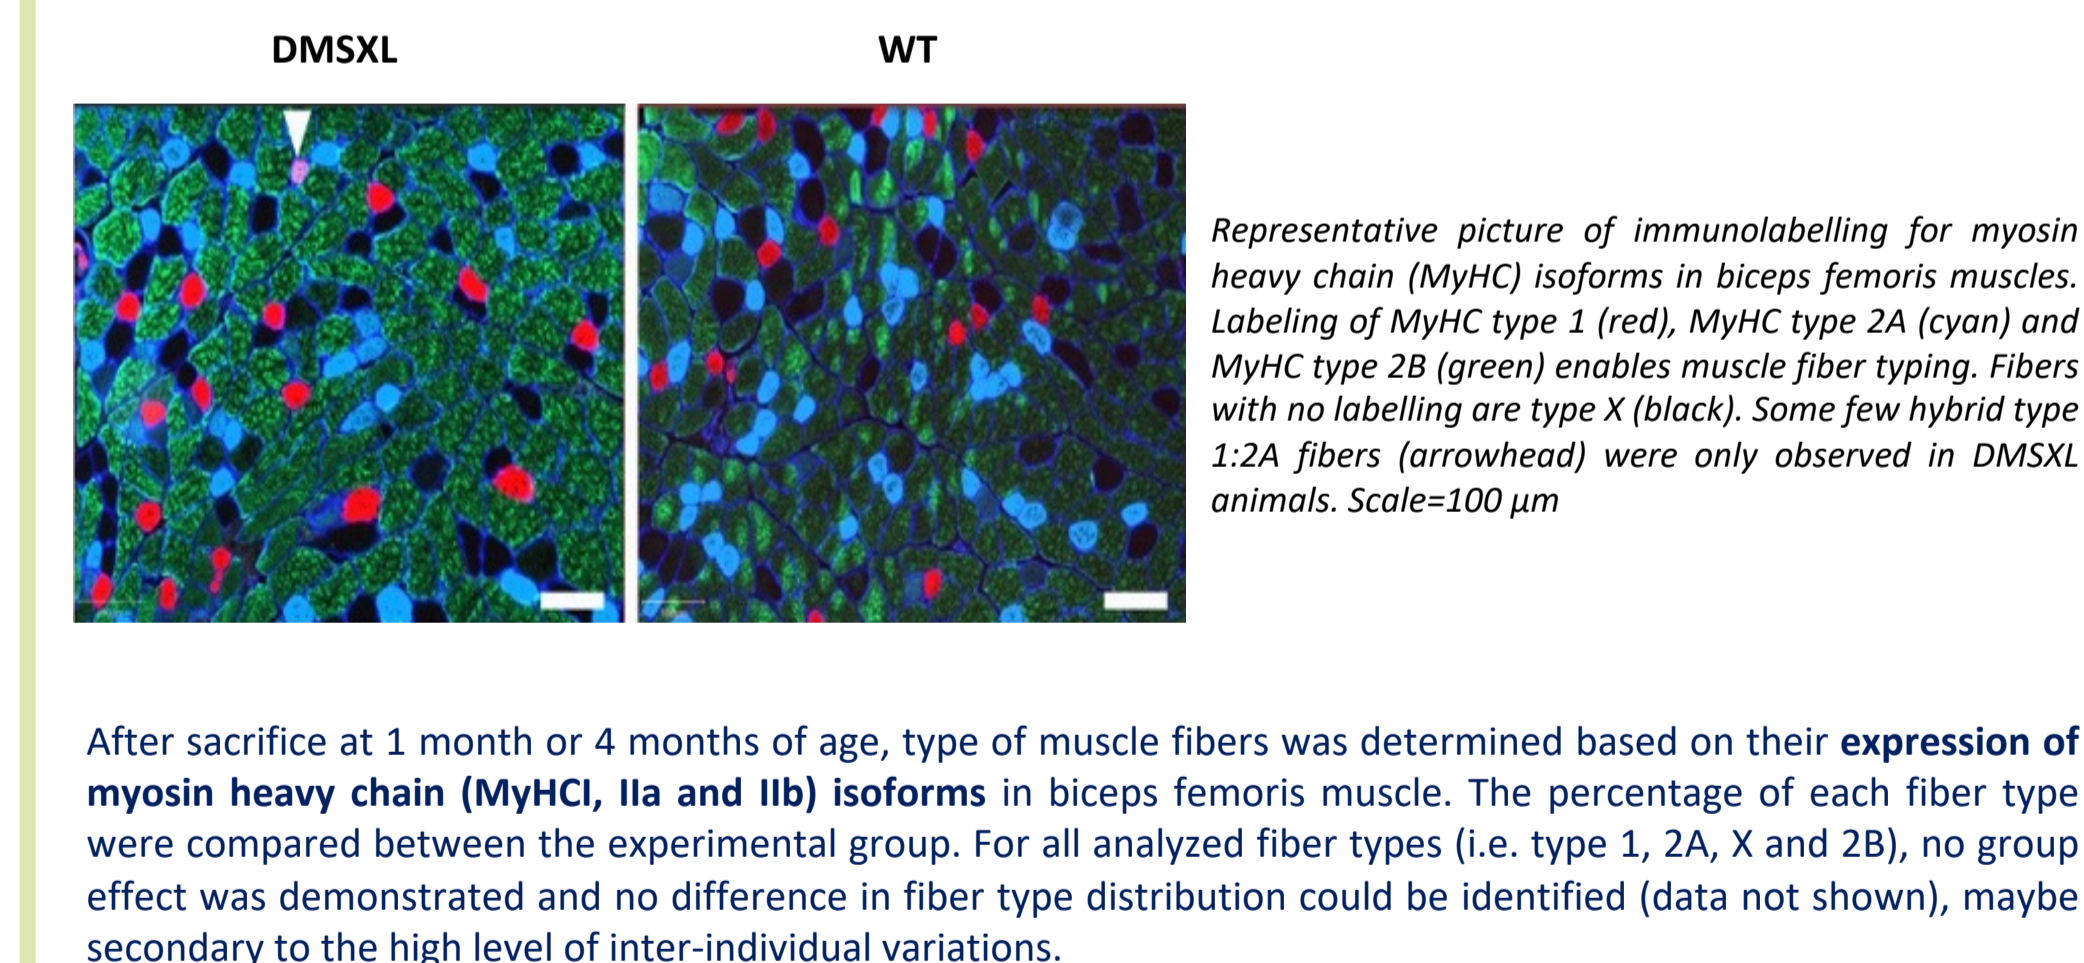 DMSXL
WT
Representative picture of immunolabelling for myosin
heavy chain (MyHC) isoforms in biceps femoris muscles.
Labeling of MyHC type 1 (red), MyHC type 2A (cyan) and
MyHC type 2B (green) enables muscle fiber typing. Fibers
with no labelling are type X (black). Some few hybrid type
1:2A fibers (arrowhead) were only observed in DMSXL
animals. Scale=100 µm
After sacrifice at 1 month or 4 months of age, type of muscle fibers was determined based on their expression of
myosin heavy chain (MyHCI, IIa and IIb) isoforms in biceps femoris muscle. The percentage of each fiber type
were compared between the experimental group. For all analyzed fiber types (i.e. type 1, 2A, X and 2B), no group
effect was demonstrated and no difference in fiber type distribution could be identified (data not shown), maybe
secondary to the high level of inter-individual variations.